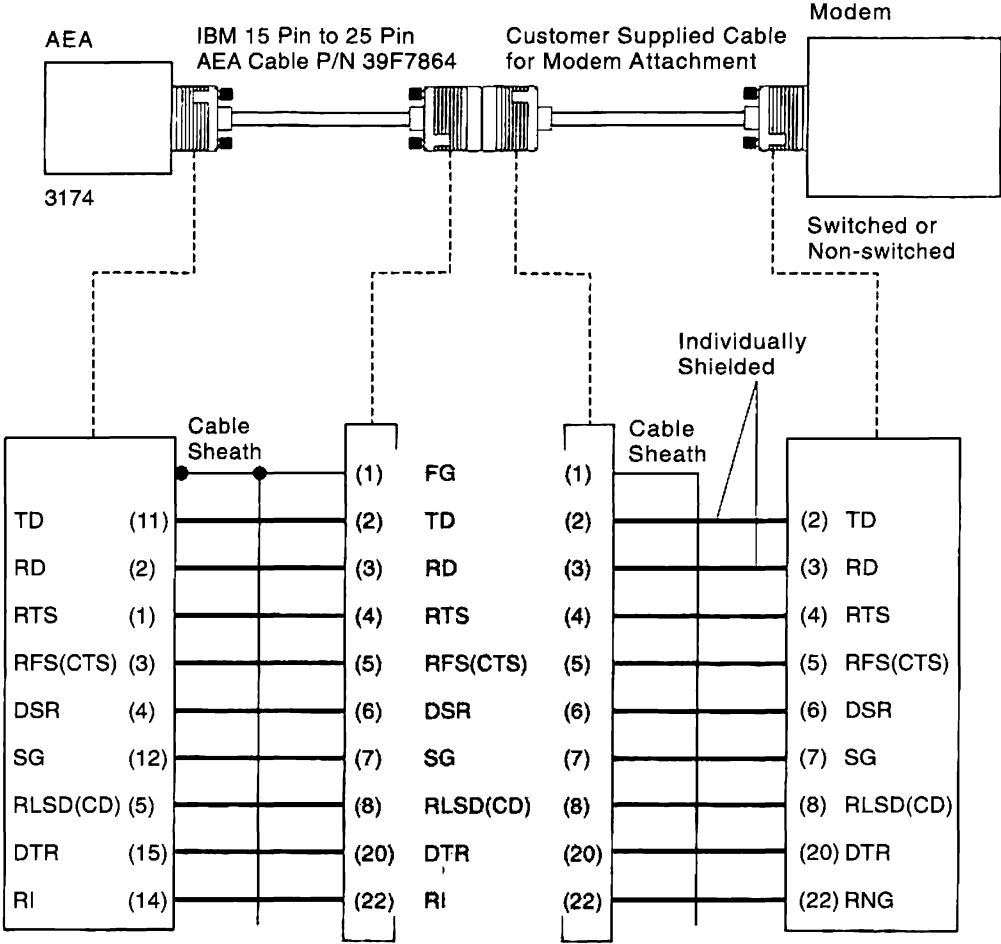 Modem
AEA
IBM 15 Pin to 25 Pin
AEA Cable P/N 39F7864
Customer Supplied Cable
for Modem Attachment
3174
Switched or
Non-switched
Individually
Shielded
Cable
Sheath
Cable
Sheath
(1) FG (1)
TD (11) (2) TD (2) (2) TD
RD (2) (3) RD (3) (3) RD
RTS (1) (4) RTS (4) (4) RTS
RFS(CTS) (3) (5) RFS(CTS) (5) (5) RFS(CTS)
DSR (4) (6) DSR (6) (6) DSR
SG (12) (7) SG (7) (7) SG
RLSD(CD) (5) (8) RLSD(CD) (8) (8) RLSD(CD)
DTR (15) (20) DTR (20) (20) DTR
RI (14) (22) RI (22) (22) RNG